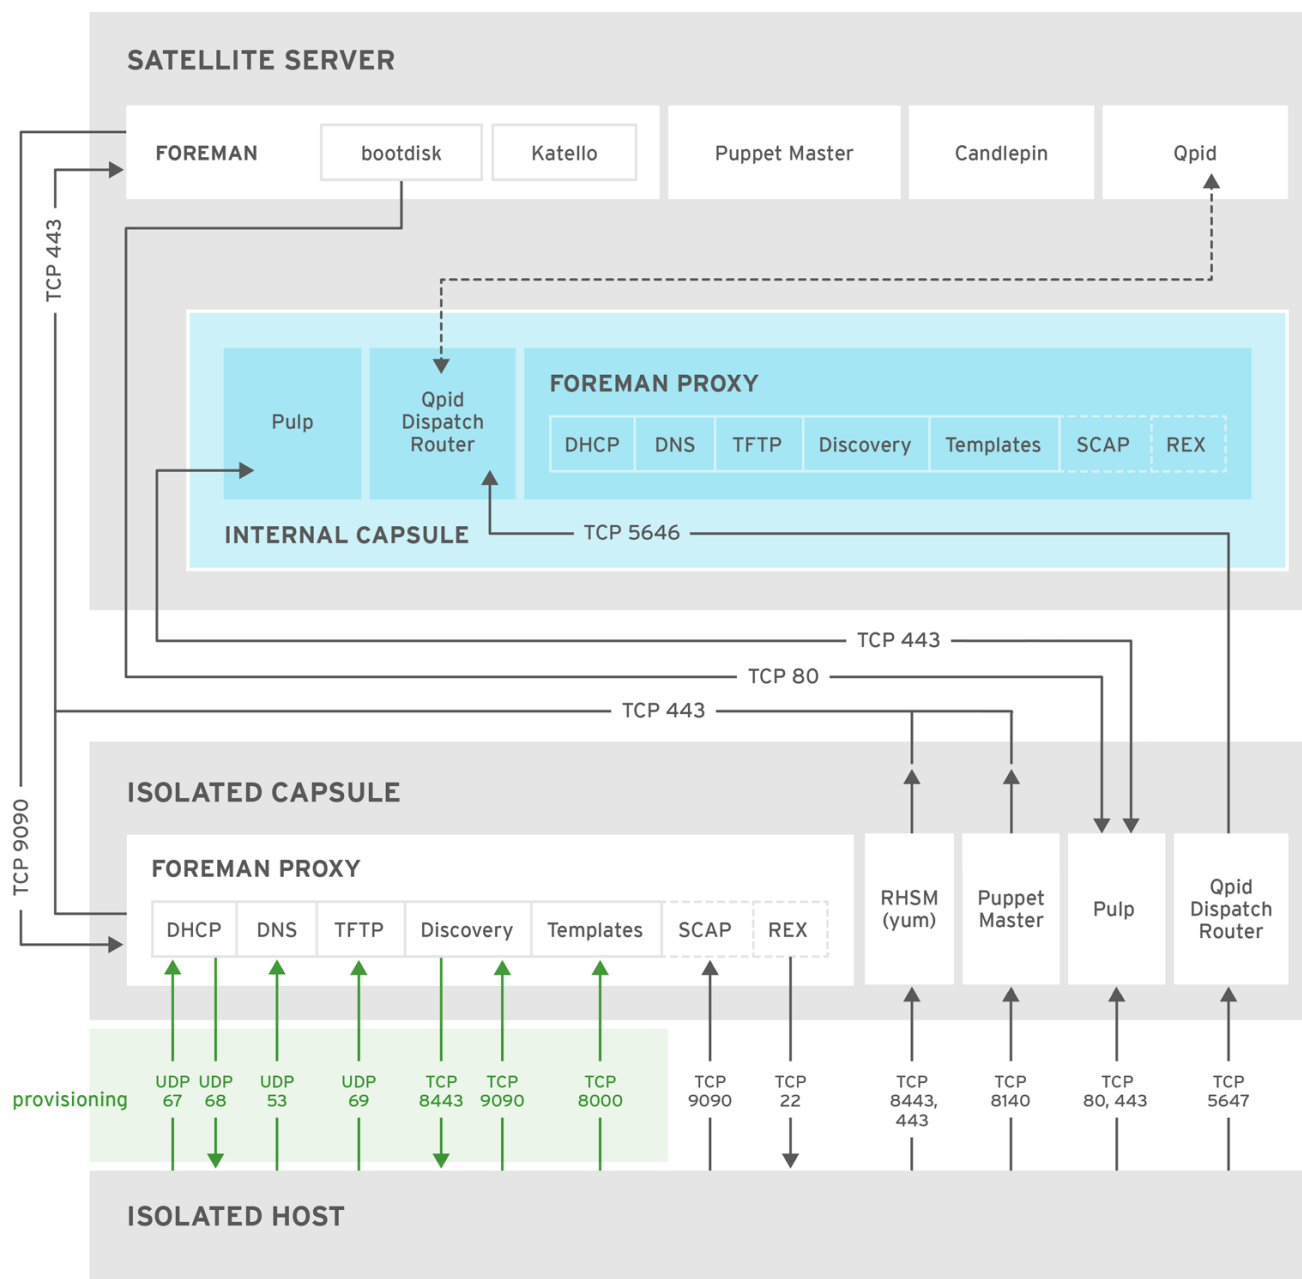 SATELLITE SERVER
FOREMAN
bootdisk
Katello
Puppet Master
Candlepin
Qpid
TCP 443
Pulp
Qpid
Dispatch
Router
FOREMAN PROXY
DHCP
DNS
TFTP
Discovery
Templates
SCAP
REX
INTERNAL CAPSULE
TCP 5646
TCP 443
TCP 80
TCP 443
TCP 9090
ISOLATED CAPSULE
FOREMAN PROXY
DHCP
DNS
TFTP
Discovery
Templates
SCAP
REX
RHSM
(yum)
Puppet
Master
Pulp
Qpid
Dispatch
Router
provisioning
UDP
67
UDP
68
UDP
53
UDP
69
TCP
8443
TCP
9090
TCP
8000
TCP
9090
TCP
22
TCP
8443,
443
TCP
8140
TCP
80, 443
TCP
5647
ISOLATED HOST